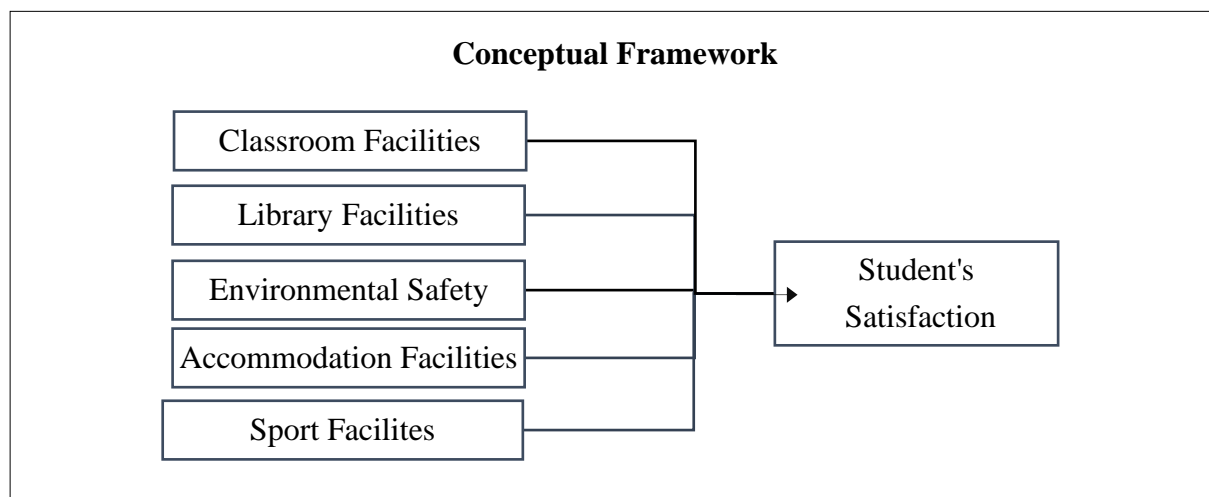 Conceptual Framework
Classroom Facilities
Library Facilities
Environmental Safety
Accommodation Facilities
Sport Facilites
Student's
Satisfaction